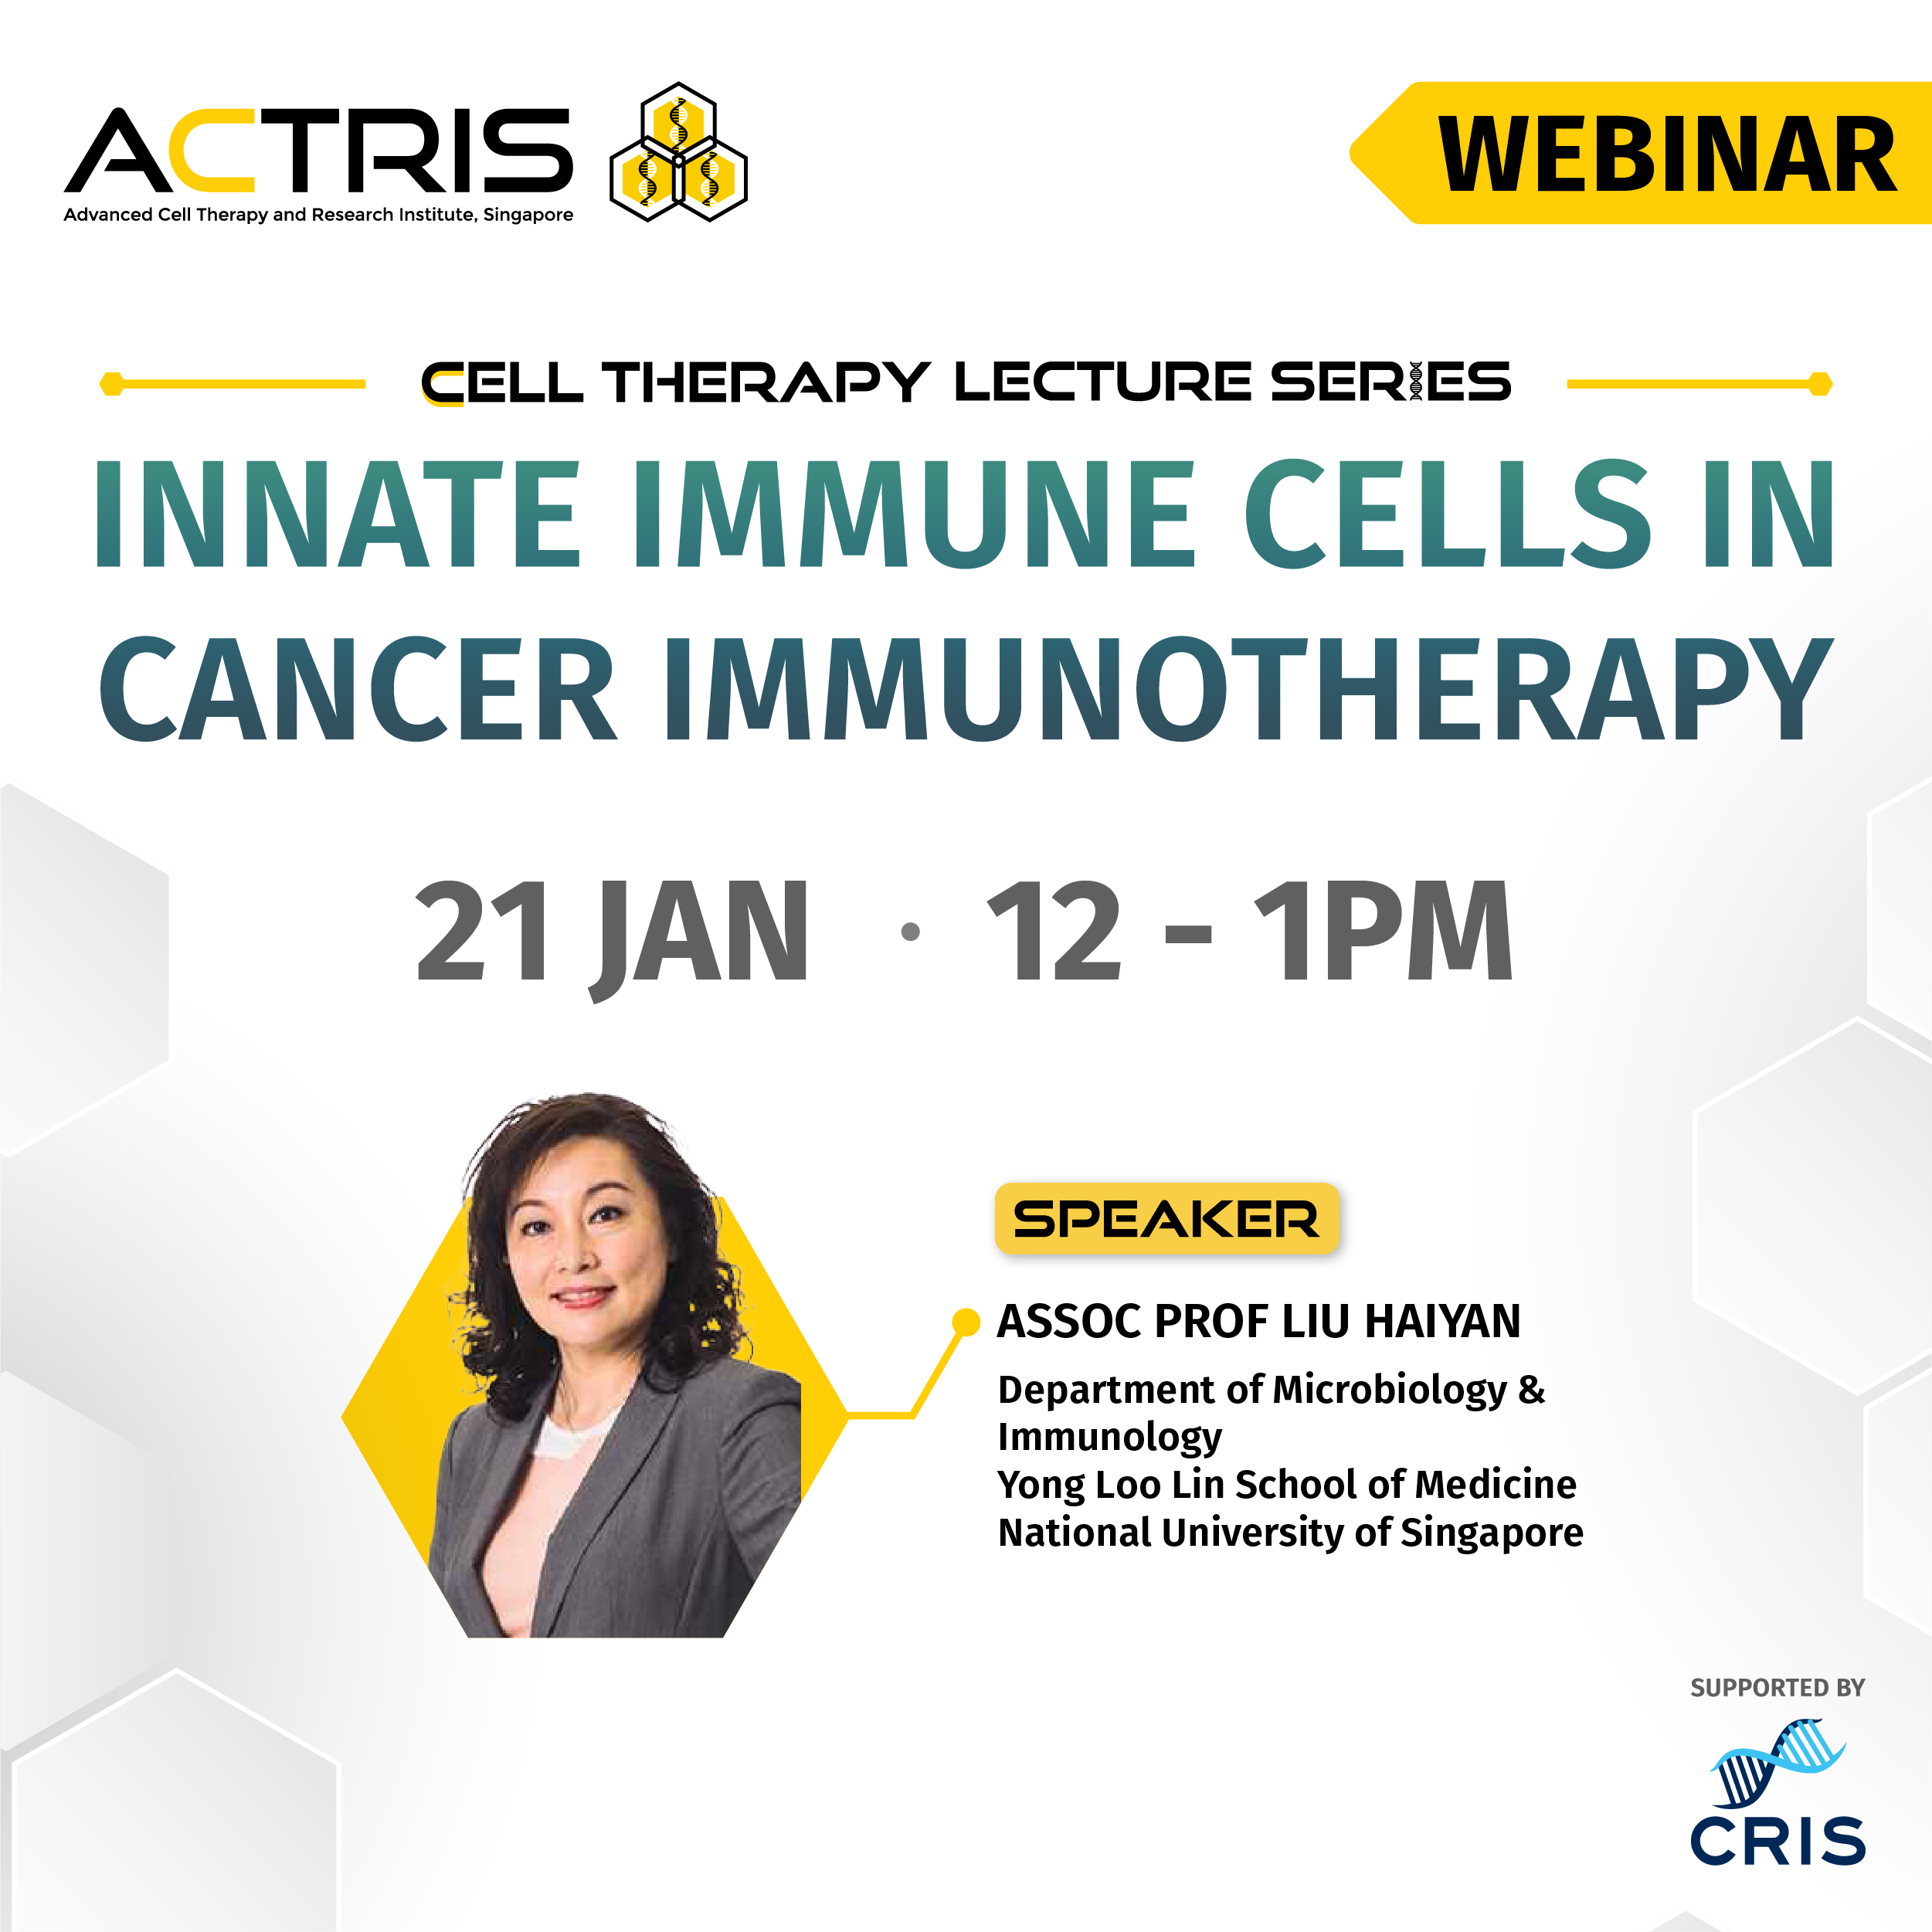 ACTRIS
Advanced Cell Therapy and Research Institute, Singapore
WEBINAR
CELL THERAPY LECTURE SERIES
INNATE IMMUNE CELLS IN
CANCER IMMUNOTHERAPY
21 JAN • 12 - 1PM
SPEAKER
ASSOC PROF LIU HAIYAN
Department of Microbiology &
Immunology
Yong Loo Lin School of Medicine
National University of Singapore
SUPPORTED BY
CRIS